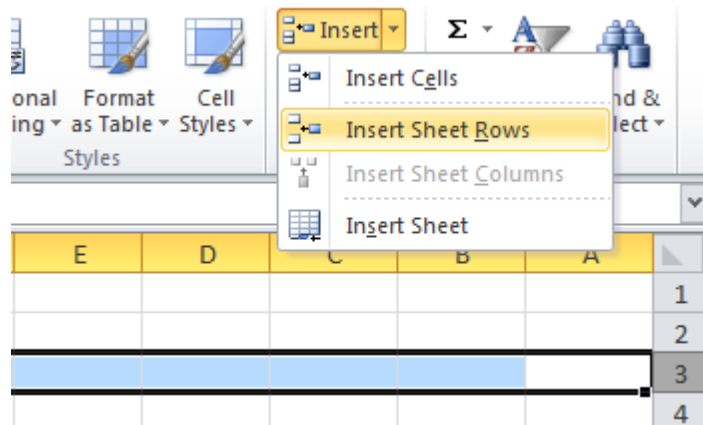 Insert
Σ
Insert Cells
onal Format Cell
nd &
ing as Table Styles
Insert Sheet Rows
lect
Styles
Insert Sheet Columns
Insert Sheet
E D C B A
1
2
3
4